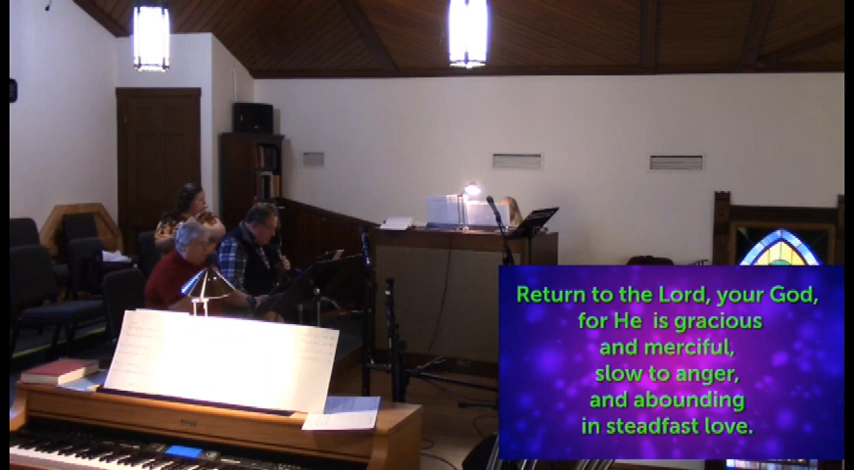 Return to the Lord, your God,
for He is gracious
and merciful,
slow to anger,
and abounding
in steadfast love.